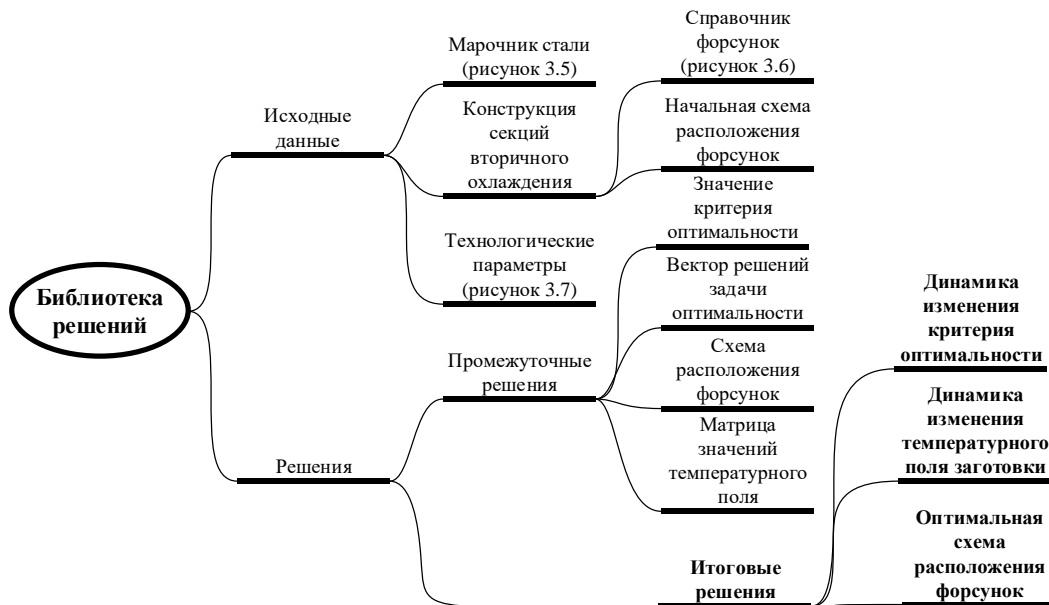 Библиотека
решений
Исходные
данные
Марочник стали
(рисунок 3.5)
Конструкция
секций
вторичного
охлаждения
Справочник
форсунок
(рисунок 3.6)
Начальная схема
расположения
форсунок
Технологические
параметры
(рисунок 3.7)
Решения
Промежуточные
решения
Значение
критерия
оптимальности
Вектор решений
задачи
оптимальности
Схема
расположения
форсунок
Матрица
значений
температурного
поля
Итоговые
решения
Динамика
изменения
критерия
оптимальности
Динамика
изменения
температурного
поля заготовки
Оптимальная
схема
расположения
форсунок